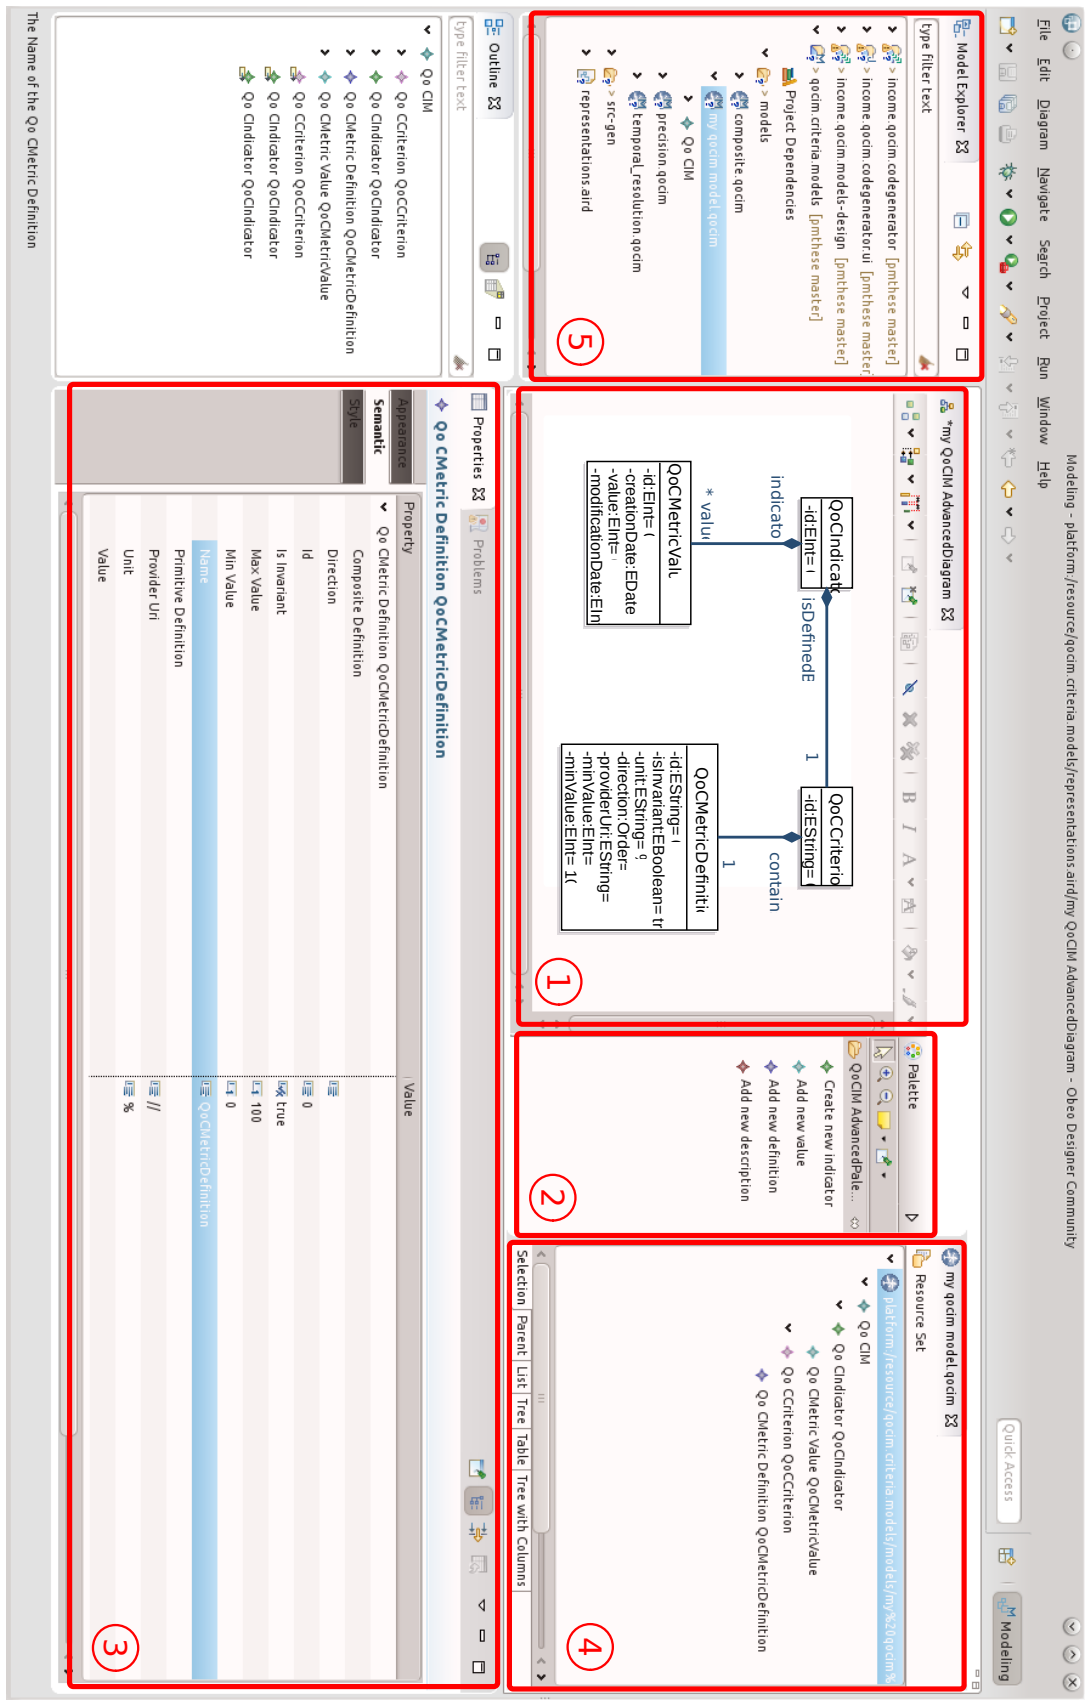 Modeling - platform:/resource/qocim.criteria.models/representations.aird/my QoCIM AdvancedDiagram - Obeo Designer Community
File Edit Diagram Navigate Search Project Run Window Help
Quick Access
Modeling
Model Explorer
type filter text
> income.qocim.codegenerator [pmthese master]
> income.qocim.codegenerator.ui [pmthese master]
> income.qocim.models-design [pmthese master]
> qocim.criteria.models [pmthese master]
Project Dependencies
> models
composite.qocim
my qocim model.qocim
Qo CIM
precision.qocim
temporal_resolution.qocim
> src-gen
representations.aird
5
Outline
type filter text
Qo CIM
Qo CCriterion QoCCriterion
Qo CIndicator QoCIndicator
Qo CMetric Definition QoCMetricDefinition
Qo CMetric Value QoCMetricValue
Qo CCriterion QoCCriterion
Qo CIndicator QoCIndicator
Qo CIndicator QoCIndicator
*my QoCIM AdvancedDiagram
QoCIndicat
-id:EInt= (
isDefinedE
1
QoCCriterio
-id:EString= (
indicato
* valu
contain
1
QoCMetricValu
-id:EInt= (
-creationDate:EDate
-value:EInt=
-modificationDate:EIn
QoCMetricDefiniti
-id:EString= (
-isInvariant:EBoolean= tr
-unit:EString= 9
-direction:Order=
-providerUri:EString=
-minValue:EInt=
-minValue:EInt= 1(
1
Palette
QoCIM AdvancedPale...
Create new indicator
Add new value
Add new definition
Add new description
2
my qocim model.qocim
Resource Set
platform:/resource/qocim.criteria.models/models/my%20qocim%
Qo CIM
Qo CIndicator QoCIndicator
Qo CMetric Value QoCMetricValue
Qo CCriterion QoCCriterion
Qo CMetric Definition QoCMetricDefinition
Selection Parent List Tree Table Tree with Columns
4
Properties Problems
Qo CMetric Definition QoCMetricDefinition
Appearance
Semantic
Style
Property Value
Qo CMetric Definition QoCMetricDefinition
Composite Definition
Direction
Id 0
Is Invariant true
Max Value 100
Min Value 0
Name QoCMetricDefinition
Primitive Definition
Provider Uri //
Unit %
Value
3
The Name of the Qo CMetric Definition